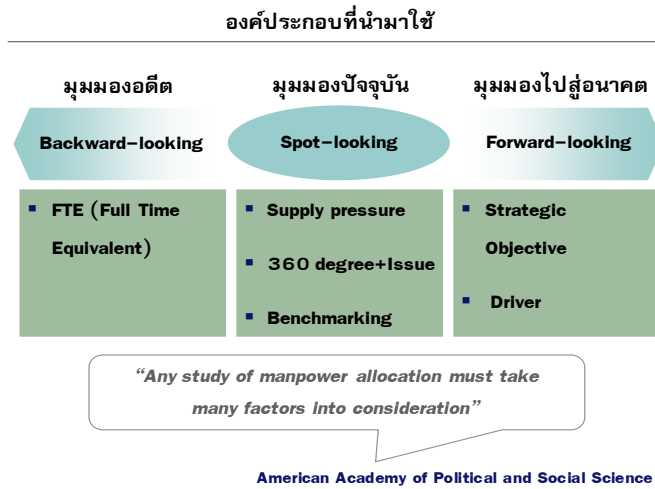 องค์ประกอบที่นำมาใช้
มุมมองอดีต
มุมมองปัจจุบัน
มุมมองไปสู่อนาคต
Backward-looking
Spot-looking
Forward-looking
▪ FTE (Full Time
Equivalent)
▪ Supply pressure
▪ 360 degree+Issue
▪ Benchmarking
▪ Strategic
Objective
▪ Driver
“Any study of manpower allocation must take
many factors into consideration”
American Academy of Political and Social Science